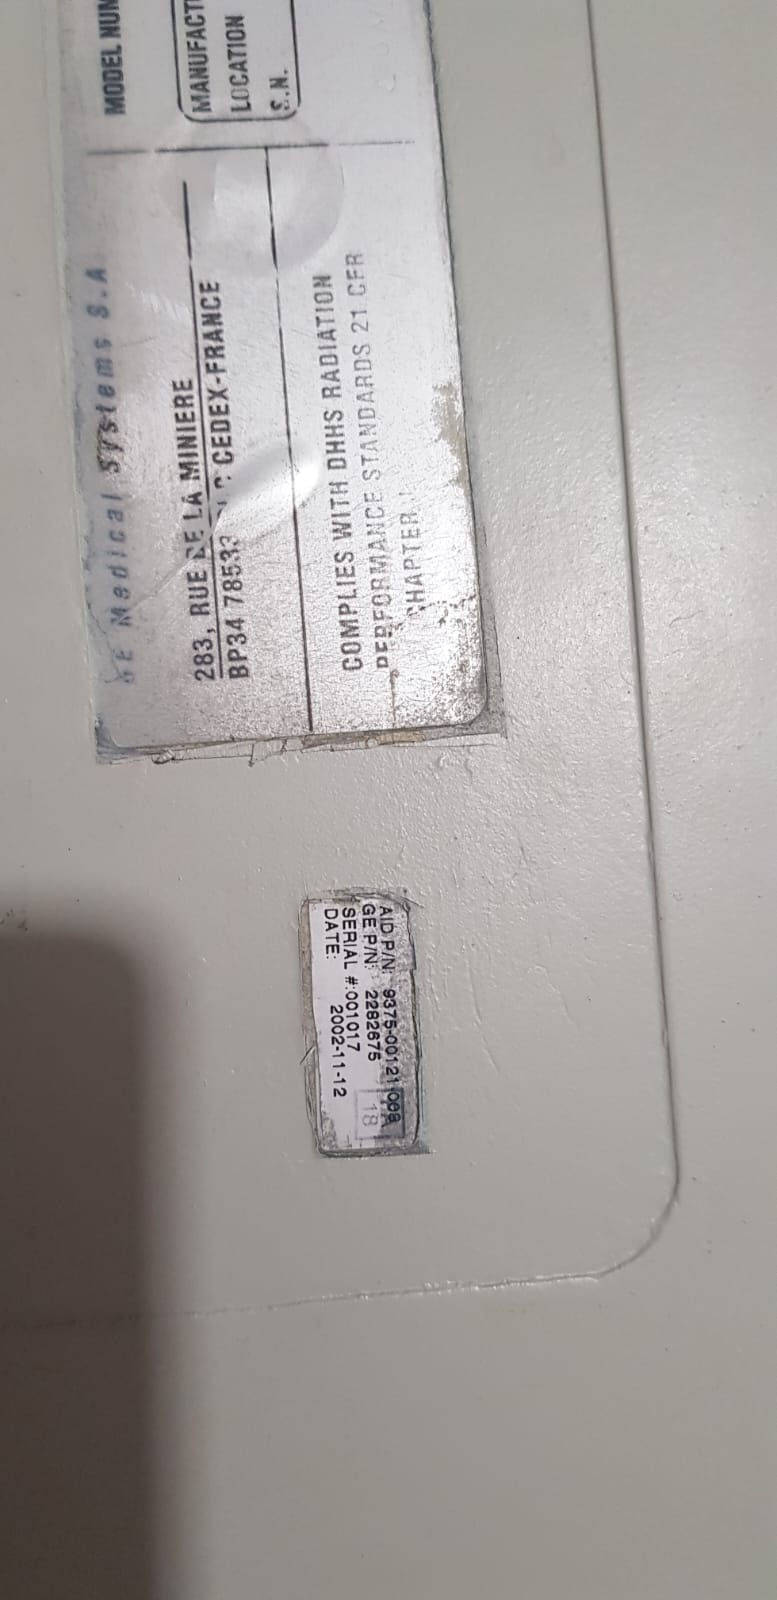 MODEL NUM
MANUFACT
LOCATION
S.N.
GE Medical Systems S.A
283, RUE DE LA MINIERE
BP34 7853 CEDEX-FRANCE
COMPLIES WITH DHHS RADIATION
PERFORMANCE STANDARDS 21 CFR
CHAPTER
AID P/N: 9375-00121-008
GE P/N: 2282675
SERIAL #:001017
DATE: 2002-11-12
18